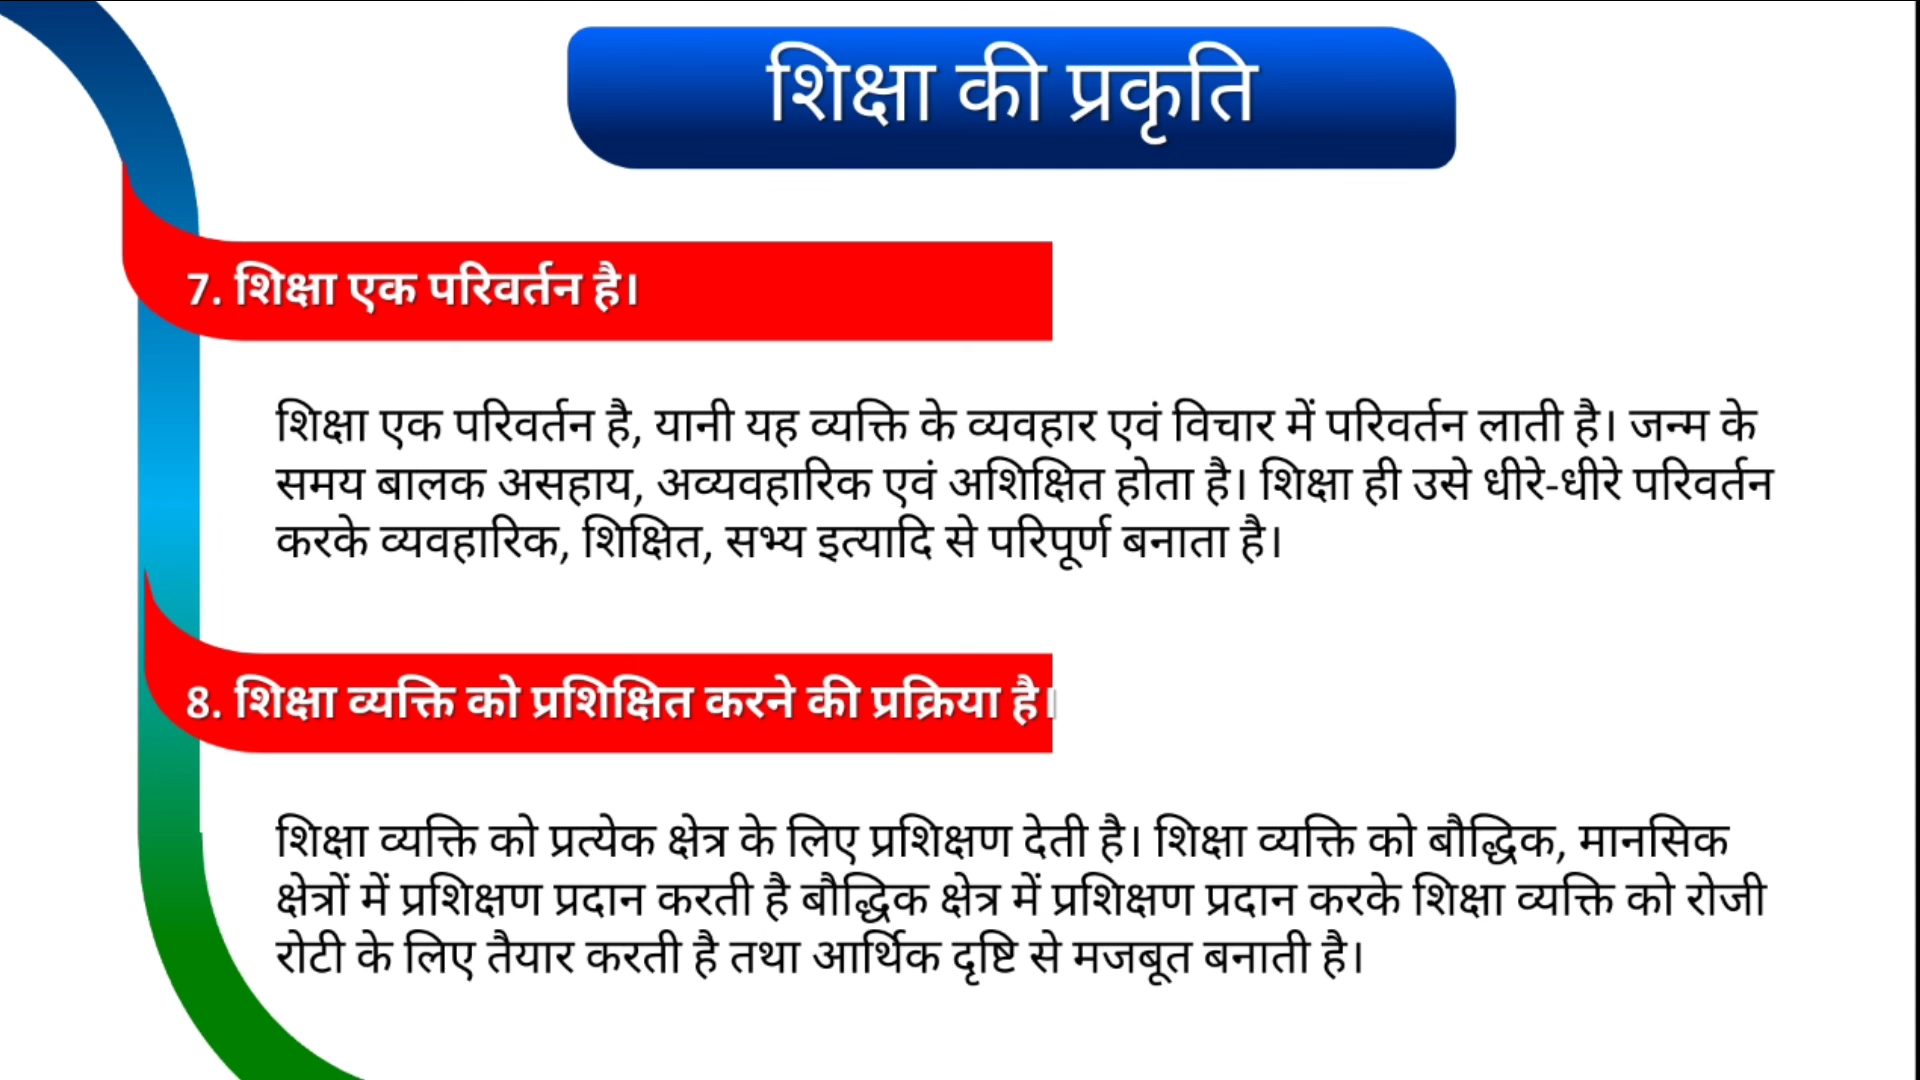 शिक्षा की प्रकृति
7. शिक्षा एक परिवर्तन है।
शिक्षा एक परिवर्तन है, यानी यह व्यक्ति के व्यवहार एवं विचार में परिवर्तन लाती है। जन्म के
समय बालक असहाय, अव्यवहारिक एवं अशिक्षित होता है। शिक्षा ही उसे धीरे-धीरे परिवर्तन
करके व्यवहारिक, शिक्षित, सभ्य इत्यादि से परिपूर्ण बनाता है।
8. शिक्षा व्यक्ति को प्रशिक्षित करने की प्रक्रिया है।
शिक्षा व्यक्ति को प्रत्येक क्षेत्र के लिए प्रशिक्षण देती है। शिक्षा व्यक्ति को बौद्धिक, मानसिक
क्षेत्रों में प्रशिक्षण प्रदान करती है बौद्धिक क्षेत्र में प्रशिक्षण प्रदान करके शिक्षा व्यक्ति को रोजी
रोटी के लिए तैयार करती है तथा आर्थिक दृष्टि से मजबूत बनाती है।